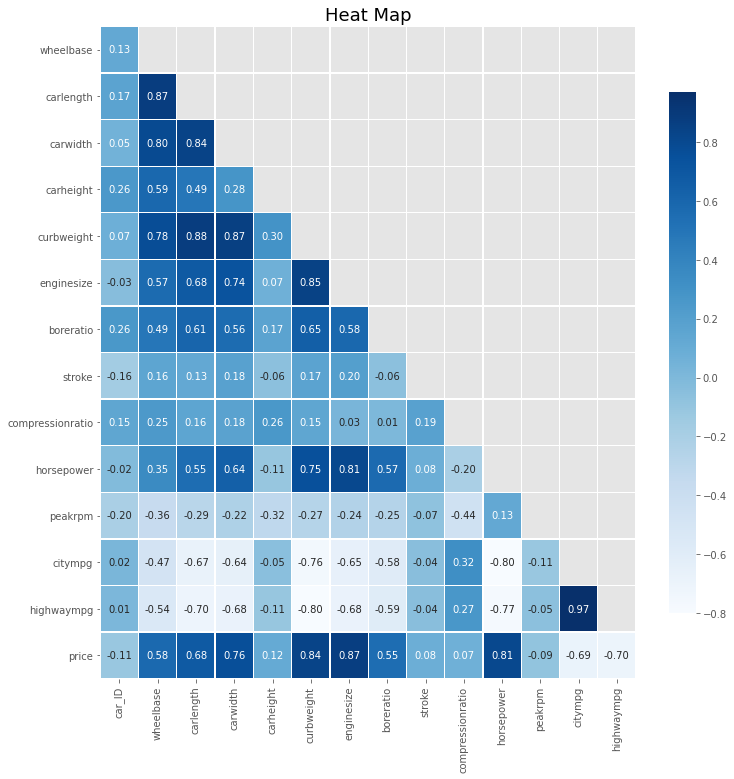 Heat Map
wheelbase 0.13
carlength 0.17 0.87
carwidth 0.05 0.80 0.84
carheight 0.26 0.59 0.49 0.28
curbweight 0.07 0.78 0.88 0.87 0.30
enginesize -0.03 0.57 0.68 0.74 0.07 0.85
boreratio 0.26 0.49 0.61 0.56 0.17 0.65 0.58
stroke -0.16 0.16 0.13 0.18 -0.06 0.17 0.20 -0.06
compressionratio 0.15 0.25 0.16 0.18 0.26 0.15 0.03 0.01 0.19
horsepower -0.02 0.35 0.55 0.64 -0.11 0.75 0.81 0.57 0.08 -0.20
peakrpm -0.20 -0.36 -0.29 -0.22 -0.32 -0.27 -0.24 -0.25 -0.07 -0.44 0.13
citympg 0.02 -0.47 -0.67 -0.64 -0.05 -0.76 -0.65 -0.58 -0.04 0.32 -0.80 -0.11
highwaympg 0.01 -0.54 -0.70 -0.68 -0.11 -0.80 -0.68 -0.59 -0.04 0.27 -0.77 -0.05 0.97
price -0.11 0.58 0.68 0.76 0.12 0.84 0.87 0.55 0.08 0.07 0.81 -0.09 -0.69 -0.70
car_ID wheelbase carlength carwidth carheight curbweight enginesize boreratio stroke compressionratio horsepower peakrpm citympg highwaympg
0.8
0.6
0.4
0.2
0.0
−0.2
−0.4
−0.6
−0.8